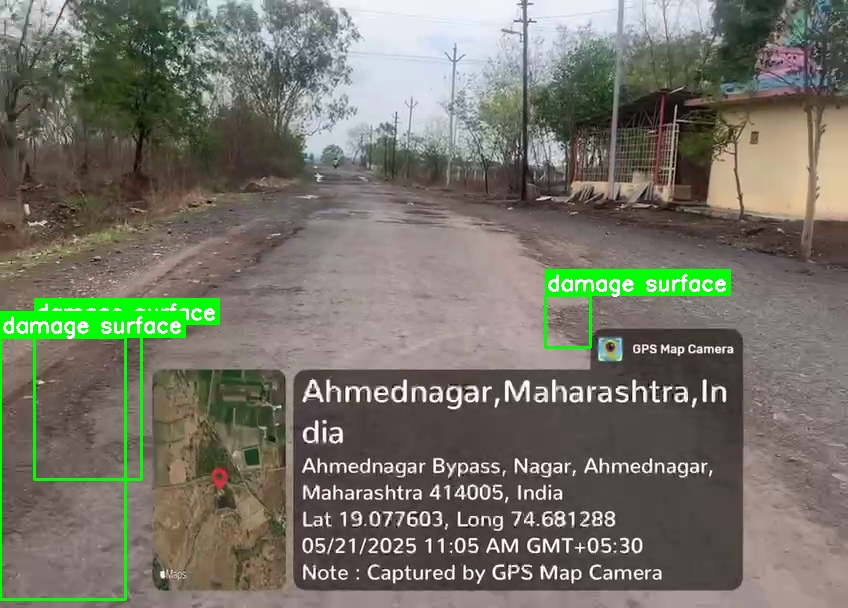 damage surface
damage surface
damage surface
GPS Map Camera
Ahmednagar,Maharashtra,In
dia
Ahmednagar Bypass, Nagar, Ahmednagar,
Maharashtra 414005, India
Lat 19.077603, Long 74.681288
05/21/2025 11:05 AM GMT+05:30
Note : Captured by GPS Map Camera
Maps